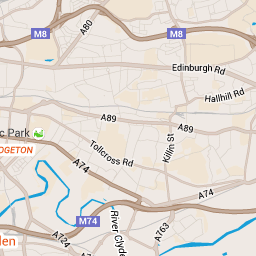 A80
M8
M8
Edinburgh Rd
Hallhill Rd
A89
A89
c Park
DGETON
Tollcross Rd
Killin St
A74
A74
M74
River Clyde
A763
A724
den